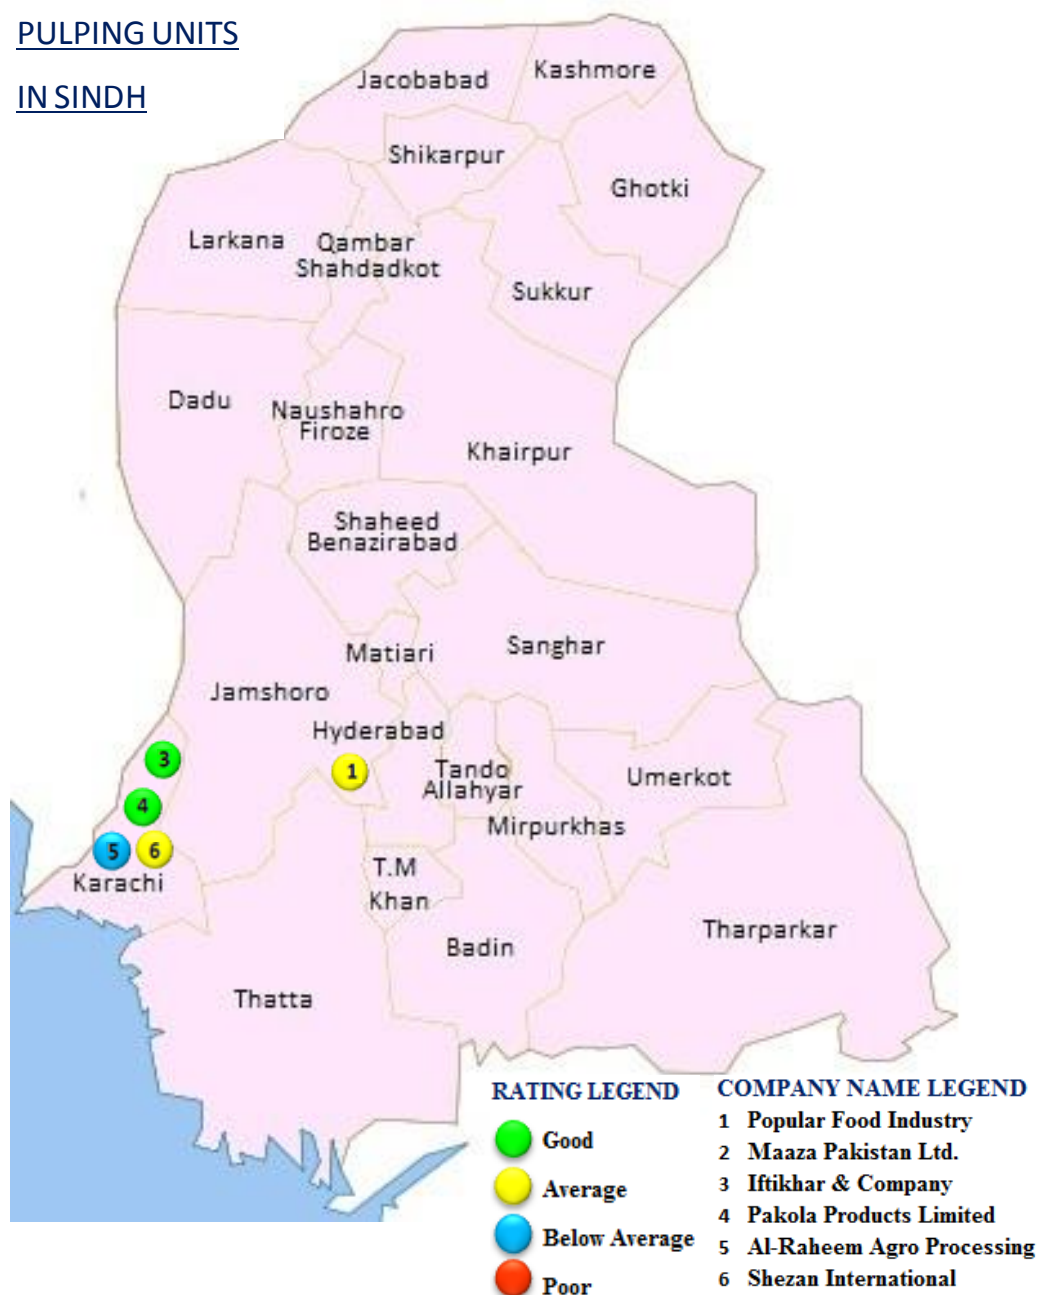 PULPING UNITS
IN SINDH
Jacobabad
Kashmore
Shikarpur
Ghotki
Larkana
Qambar
Shahdadkot
Sukkur
Dadu
Naushahro
Firoze
Khairpur
Shaheed
Benazirabad
Matiari
Sanghar
Jamshoro
Hyderabad
3
1
Tando
Allahyar
Umerkot
4
Mirpurkhas
5
6
Karachi
T.M
Khan
Badin
Tharparkar
Thatta
RATING LEGEND
Good
Average
Below Average
Poor
COMPANY NAME LEGEND
1 Popular Food Industry
2 Maaza Pakistan Ltd.
3 Iftikhar & Company
4 Pakola Products Limited
5 Al-Raheem Agro Processing
6 Shezan International